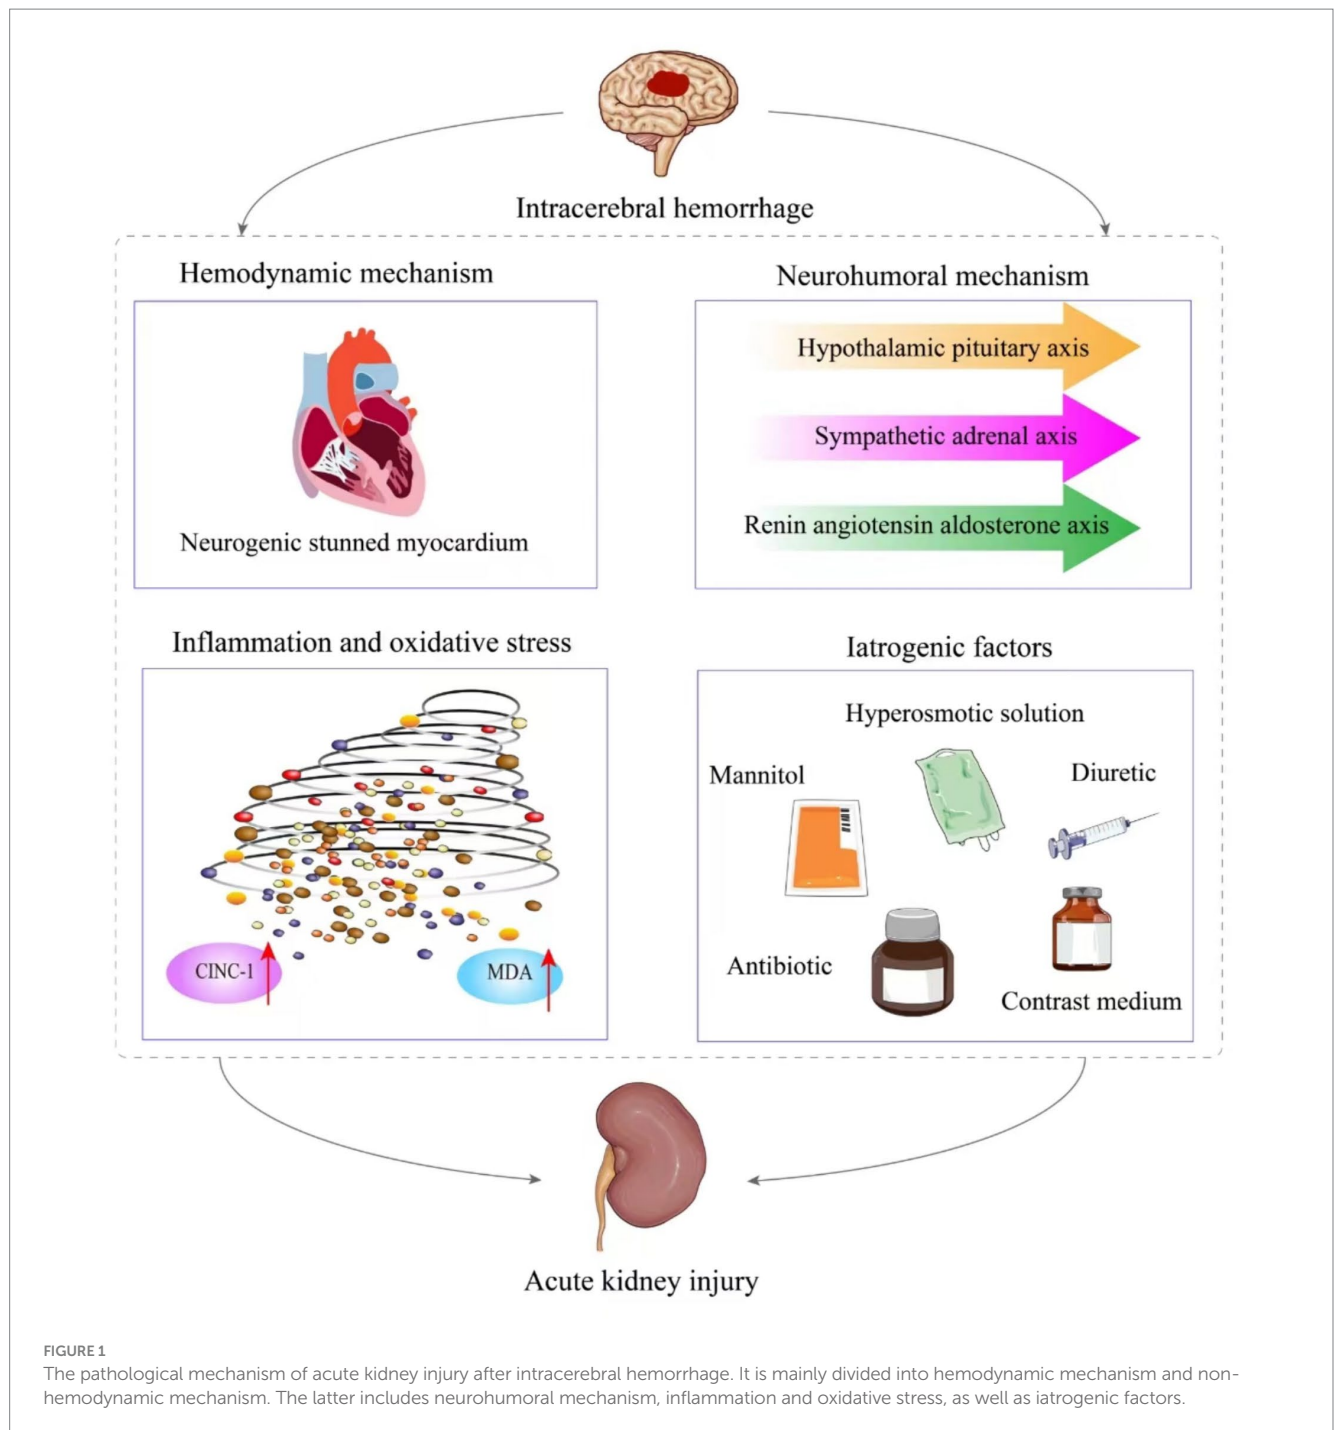 Intracerebral hemorrhage
Hemodynamic mechanism
Neurogenic stunned myocardium
Neurohumoral mechanism
Hypothalamic pituitary axis
Sympathetic adrenal axis
Renin angiotensin aldosterone axis
Inflammation and oxidative stress
CINC-1
MDA
Iatrogenic factors
Hyperosmotic solution
Mannitol
Diuretic
Antibiotic
Contrast medium
Acute kidney injury
FIGURE 1
The pathological mechanism of acute kidney injury after intracerebral hemorrhage. It is mainly divided into hemodynamic mechanism and non-
hemodynamic mechanism. The latter includes neurohumoral mechanism, inflammation and oxidative stress, as well as iatrogenic factors.